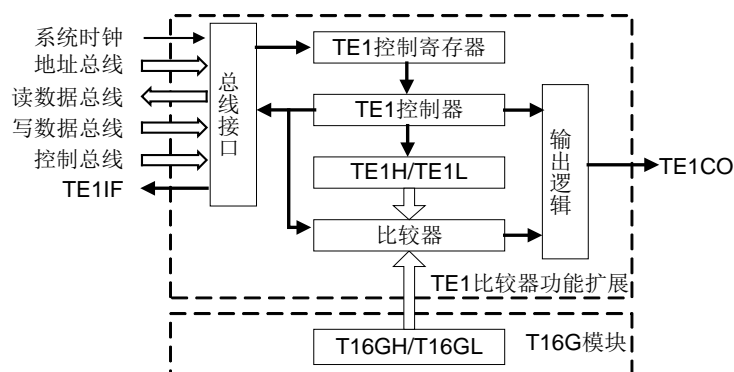 系统时钟
地址总线
读数据总线
写数据总线
控制总线
TE1IF
总线接口
TE1控制寄存器
TE1控制器
TE1H/TE1L
比较器
输出逻辑
TE1CO
TE1比较器功能扩展
T16GH/T16GL
T16G模块